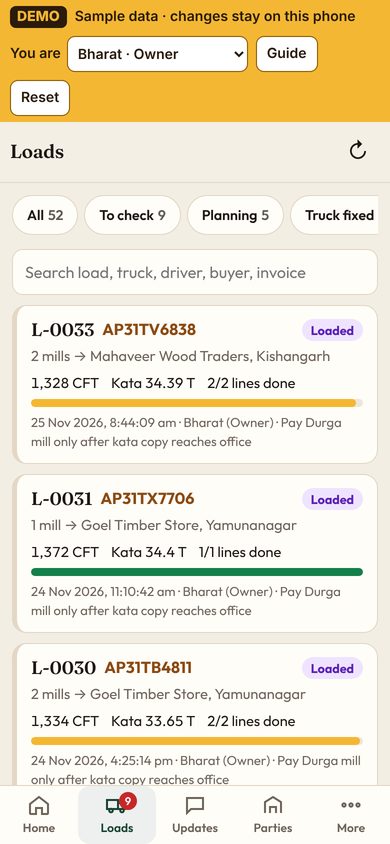 DEMO Sample data · changes stay on this phone
You are Bharat · Owner Guide
Reset
Loads
All 52 To check 9 Planning 5 Truck fixed
Search load, truck, driver, buyer, invoice
L-0033 AP31TV6838 Loaded
2 mills → Mahaveer Wood Traders, Kishangarh
1,328 CFT Kata 34.39 T 2/2 lines done
25 Nov 2026, 8:44:09 am · Bharat (Owner) · Pay Durga
mill only after kata copy reaches office
L-0031 AP31TX7706 Loaded
1 mill → Goel Timber Store, Yamunanagar
1,372 CFT Kata 34.4 T 1/1 lines done
24 Nov 2026, 11:10:42 am · Bharat (Owner) · Pay Durga
mill only after kata copy reaches office
L-0030 AP31TB4811 Loaded
2 mills → Goel Timber Store, Yamunanagar
1,334 CFT Kata 33.65 T 2/2 lines done
24 Nov 2026, 4:25:14 pm · Bharat (Owner) · Pay Durga mill
only after kata copy reaches office
9
Home Loads Updates Parties More